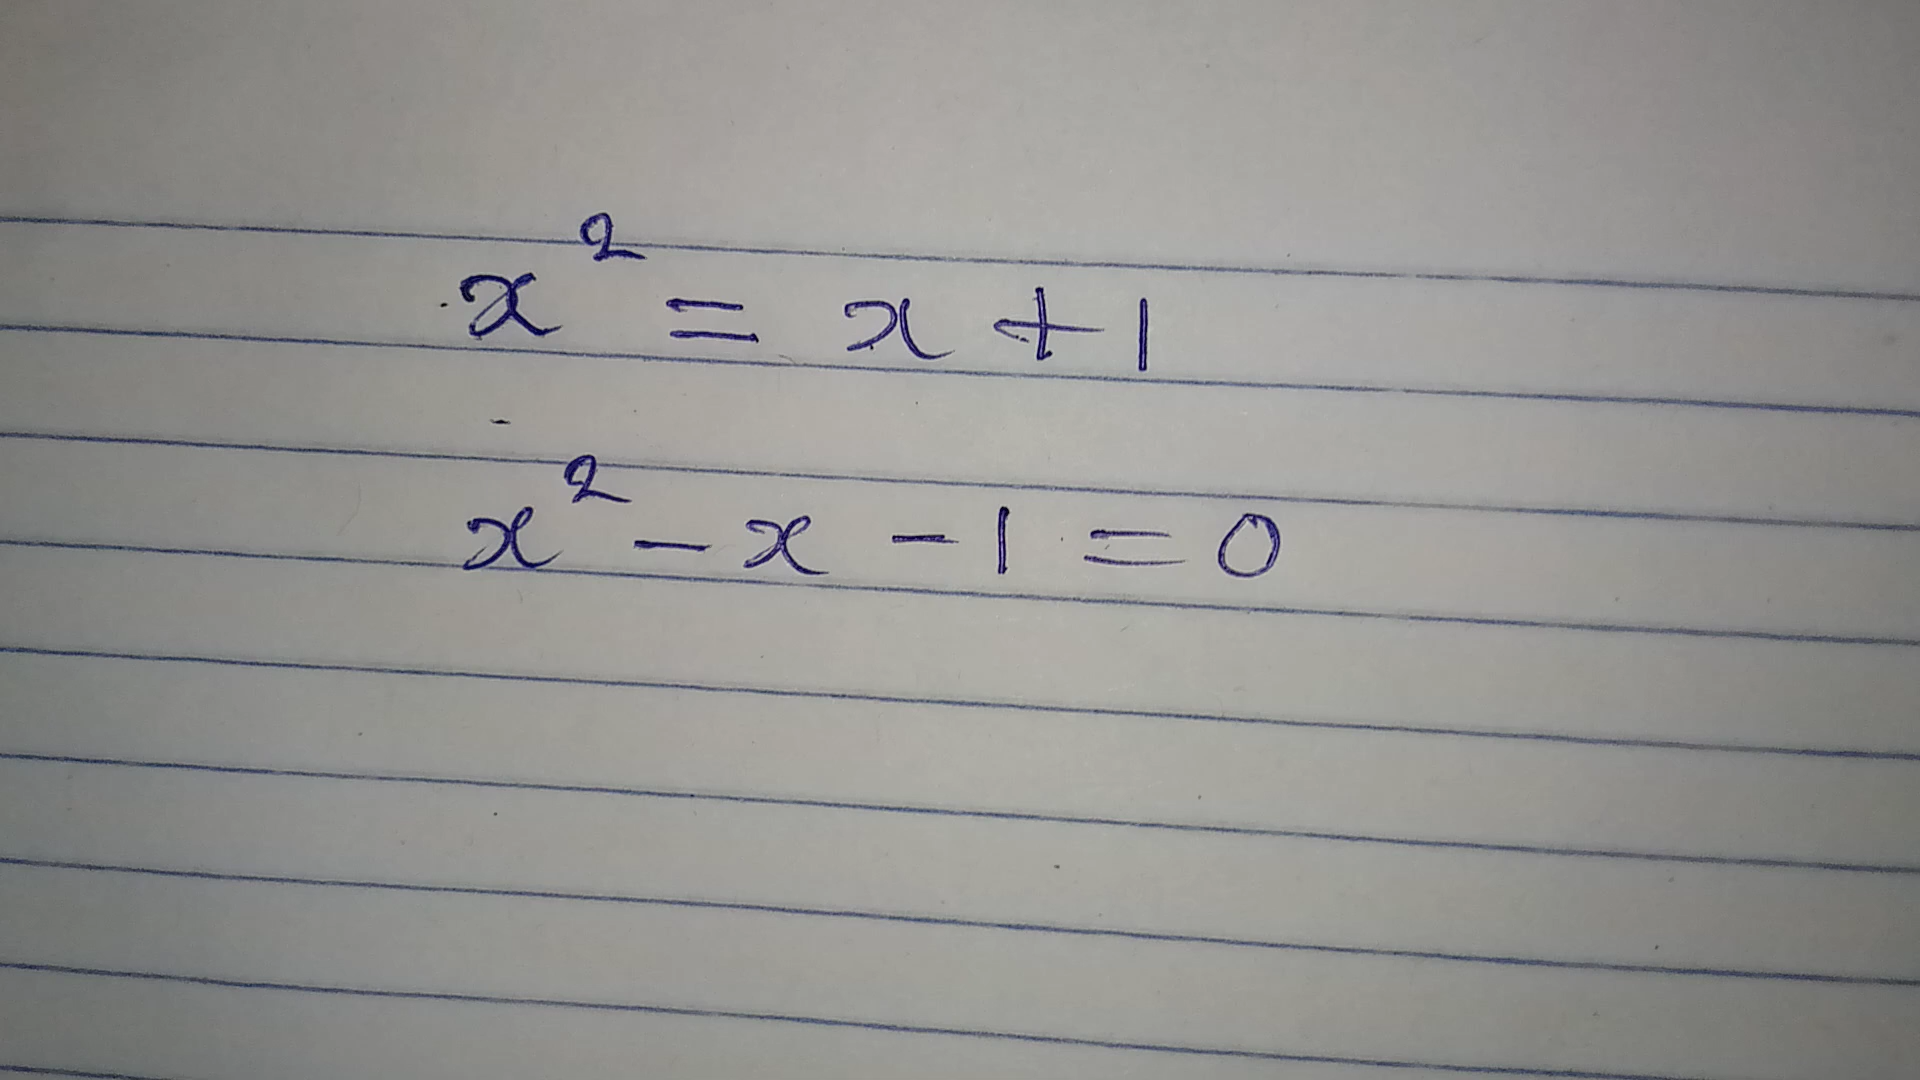 x² = x + 1
x² - x - 1 = 0